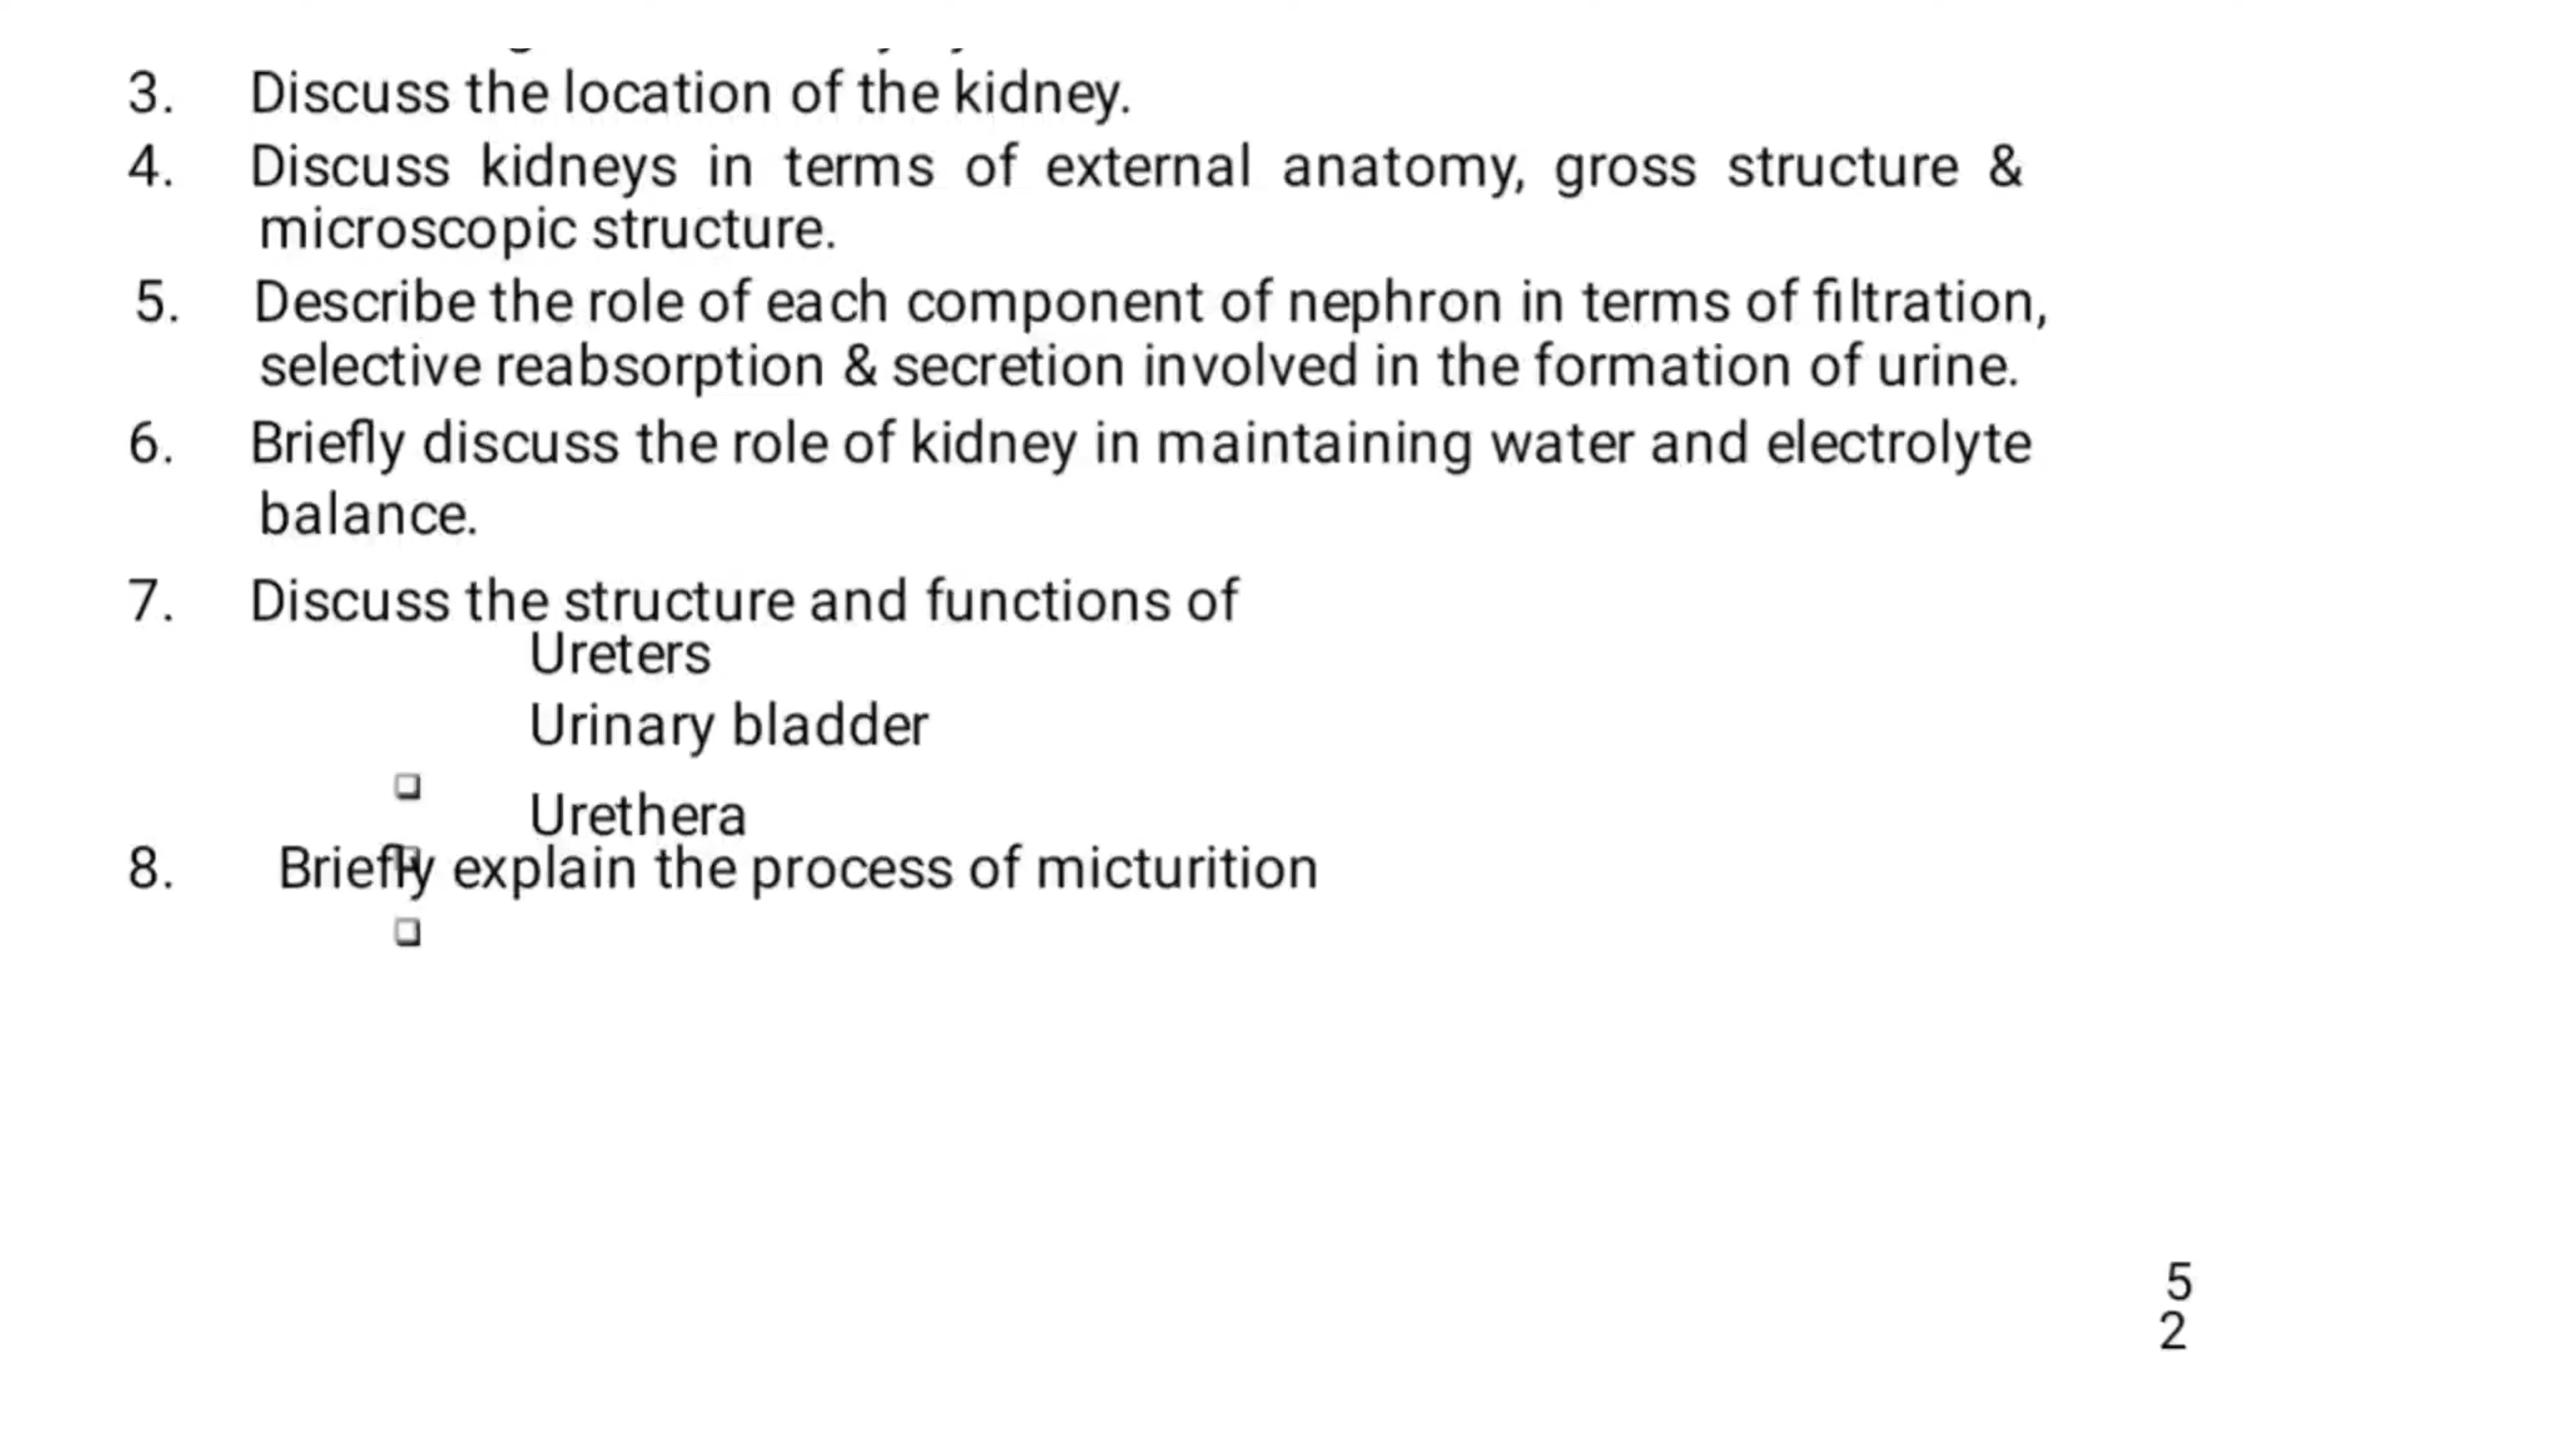 3. Discuss the location of the kidney.
4. Discuss kidneys in terms of external anatomy, gross structure &
microscopic structure.
5. Describe the role of each component of nephron in terms of filtration,
selective reabsorption & secretion involved in the formation of urine.
6. Briefly discuss the role of kidney in maintaining water and electrolyte
balance.
7. Discuss the structure and functions of
Ureters
Urinary bladder
Urethera
8. Briefly explain the process of micturition
5
2